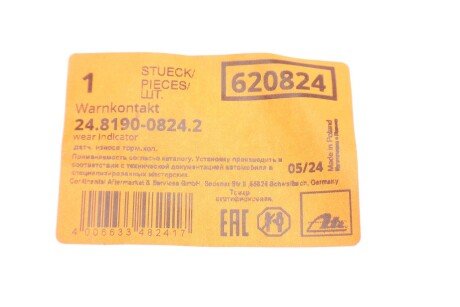 1
STUECK/
PIECES/
ШТ.
620824
Warnkontakt
24.8190-0824.2
wear indicator
датч. износа торм.кол.
Применяемость согласно каталогу. Установку производить в
соответствии с технической документацией автомобиля в
специализированных мастерских.
Continental Aftermarket & Services GmbH, Sodener Str. 9, 65824 Schwalbach, Germany
05/24
Made in Poland
4 006633 482417
EAC
Ate